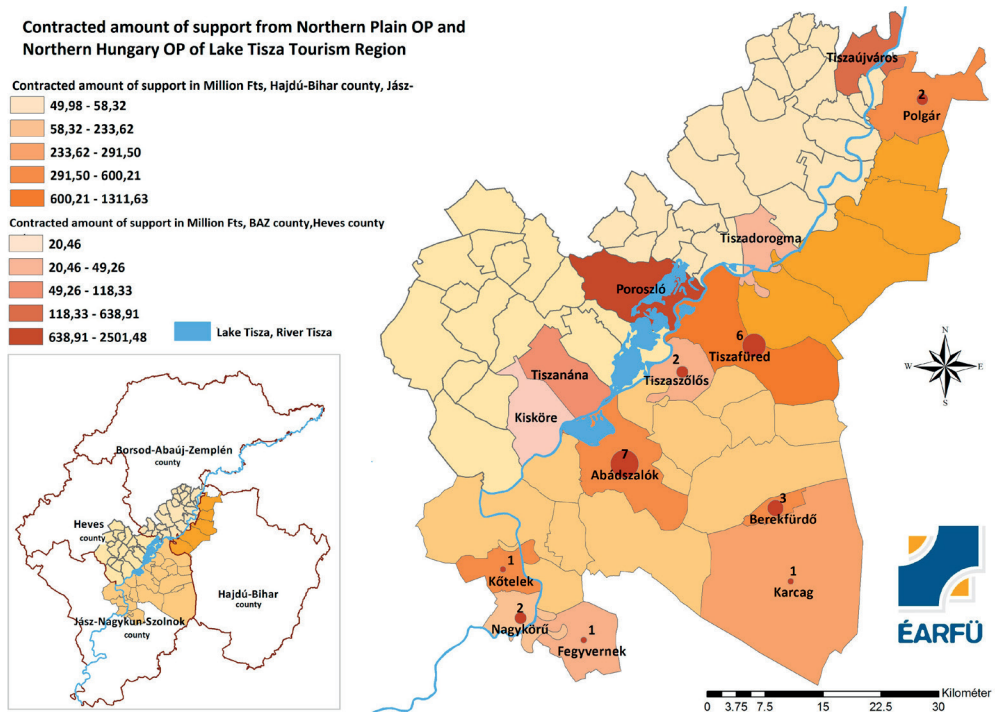 Contracted amount of support from Northern Plain OP and
Northern Hungary OP of Lake Tisza Tourism Region
Contracted amount of support in Million Fts, Hajdú-Bihar county, Jász-
49,98 - 58,32
58,32 - 233,62
233,62 - 291,50
291,50 - 600,21
600,21 - 1311,63
Contracted amount of support in Million Fts, BAZ county,Heves county
20,46
20,46 - 49,26
49,26 - 118,33
118,33 - 638,91
638,91 - 2501,48
Lake Tisza, River Tisza
Borsod-Abaúj-Zemplén
county
Heves
county
Hajdú-Bihar
county
Jász-Nagykun-Szolnok
county
Tiszaújváros
2
Polgár
Tiszadorogma
Poroszló
6
Tiszafüred
2
Tiszaszőlős
Tiszanána
Kisköre
7
Abádszalók
3
Berekfürdő
1
Kőtelek
1
Karcag
2
Nagykörű
1
Fegyvernek
N
W
E
S
ÉARFÜ
Kilométer
0 3.75 7.5 15 22.5 30